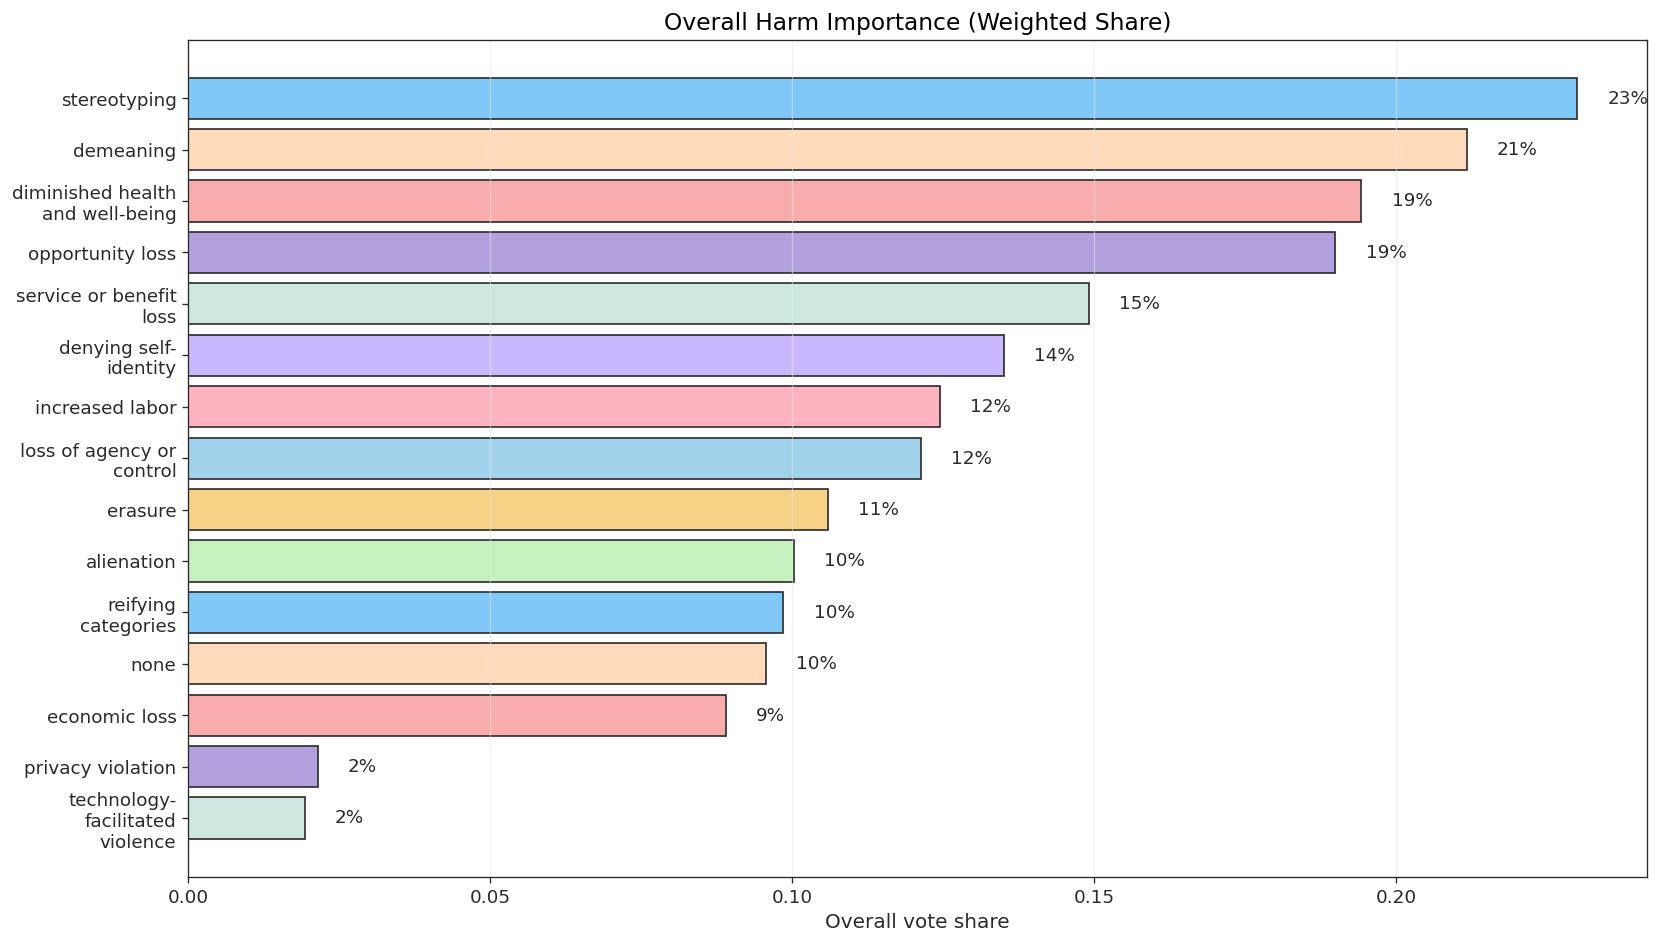 Overall Harm Importance (Weighted Share)
stereotyping
23%
demeaning
21%
diminished health
and well-being
19%
opportunity loss
19%
service or benefit
loss
15%
denying self-
identity
14%
increased labor
12%
loss of agency or
control
12%
erasure
11%
alienation
10%
reifying
categories
10%
none
10%
economic loss
9%
privacy violation
2%
technology-
facilitated
violence
2%
0.00 0.05 0.10 0.15 0.20
Overall vote share